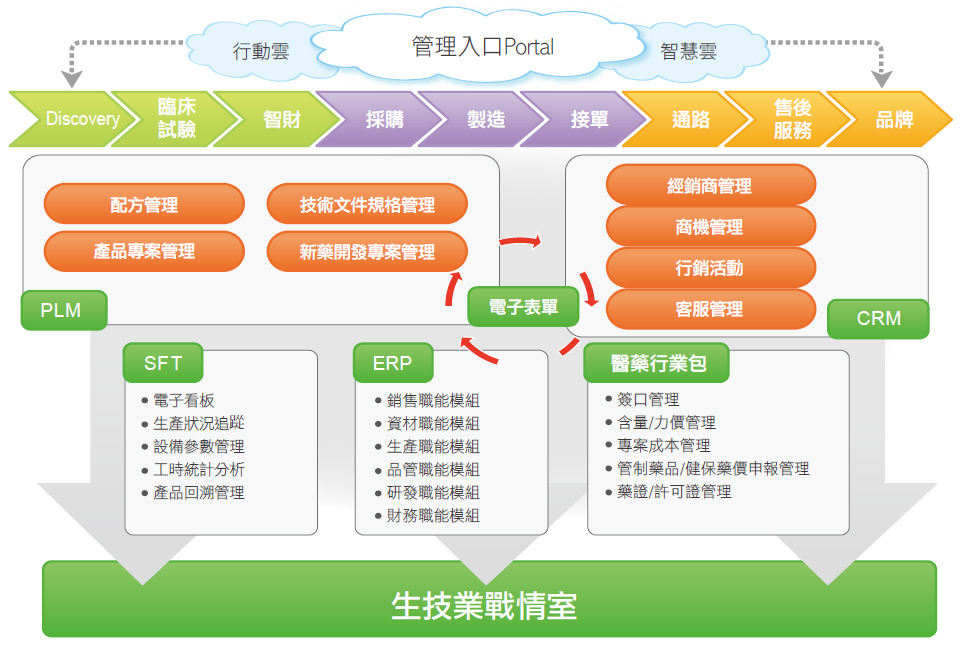 行動雲
管理入口Portal
智慧雲
Discovery
臨床
試驗
智財
採購
製造
接單
通路
售後
服務
品牌
配方管理
技術文件規格管理
產品專案管理
新藥開發專案管理
PLM
電子表單
經銷商管理
商機管理
行銷活動
客服管理
CRM
SFT
電子看板
生產狀況追蹤
設備參數管理
工時統計分析
產品回溯管理
ERP
銷售職能模組
資材職能模組
生產職能模組
品管職能模組
研發職能模組
財務職能模組
醫藥行業包
簽口管理
含量/力價管理
專案成本管理
管制藥品/健保藥價申報管理
藥證/許可證管理
生技業戰情室